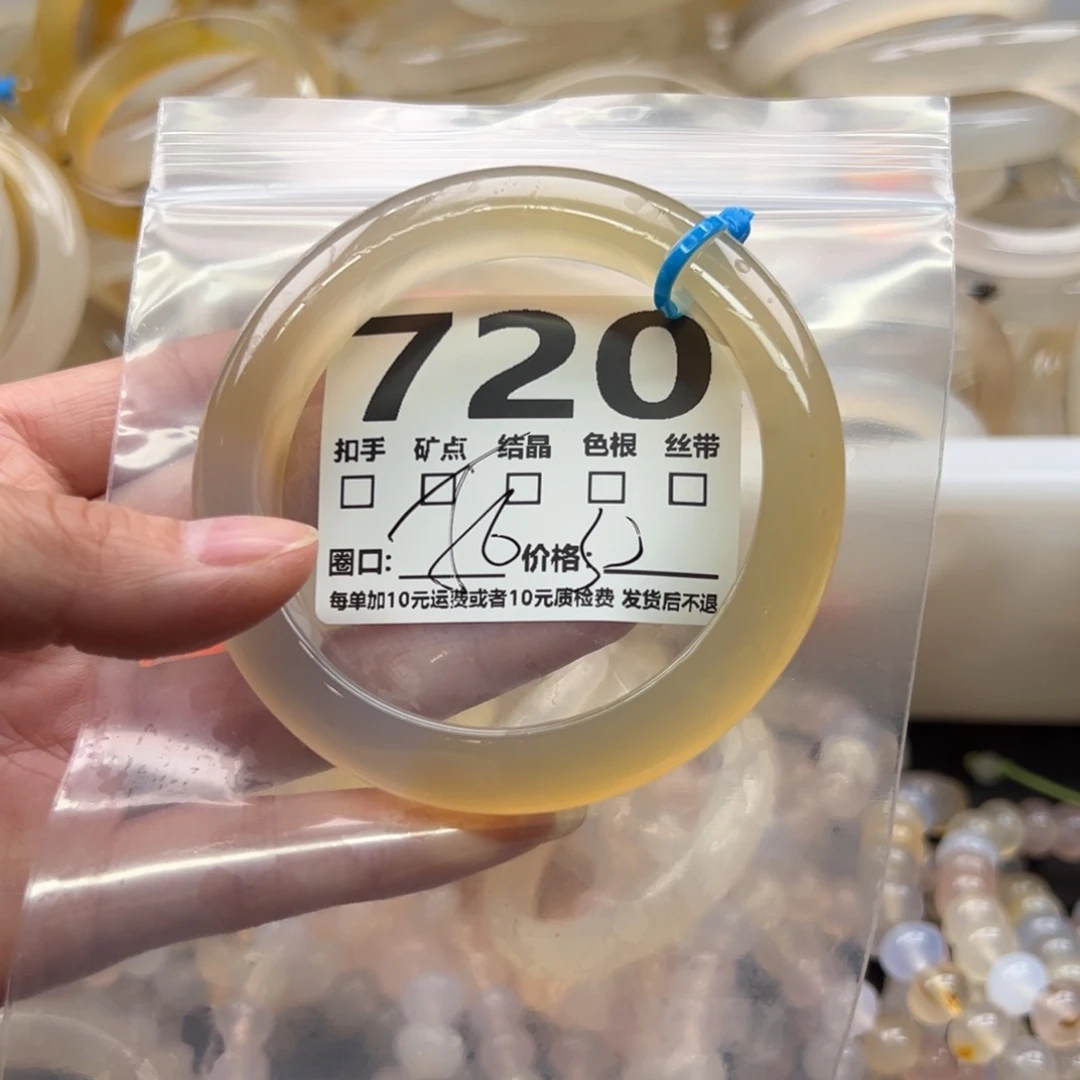 720
扣手 矿点 结晶 色根 丝带
圈口: 价格:
每单加10元运费或者10元质检费 发货后不退